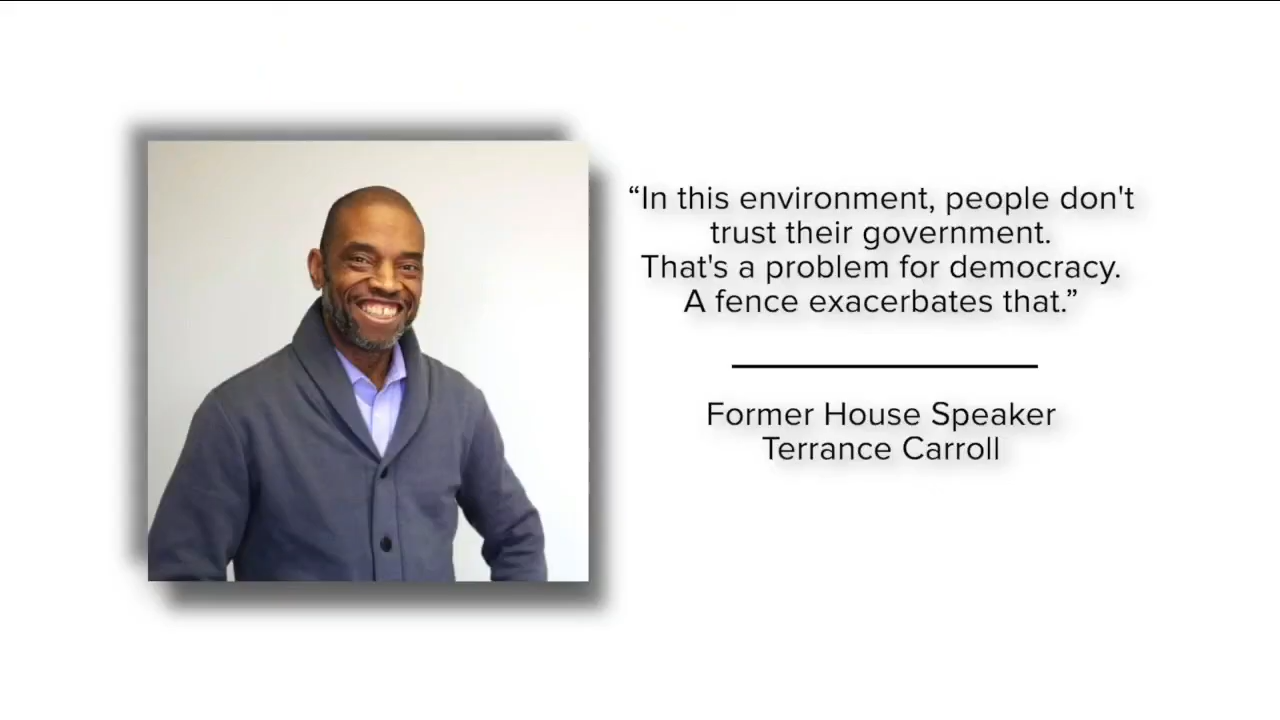 “In this environment, people don't
trust their government.
That's a problem for democracy.
A fence exacerbates that.”
Former House Speaker
Terrance Carroll